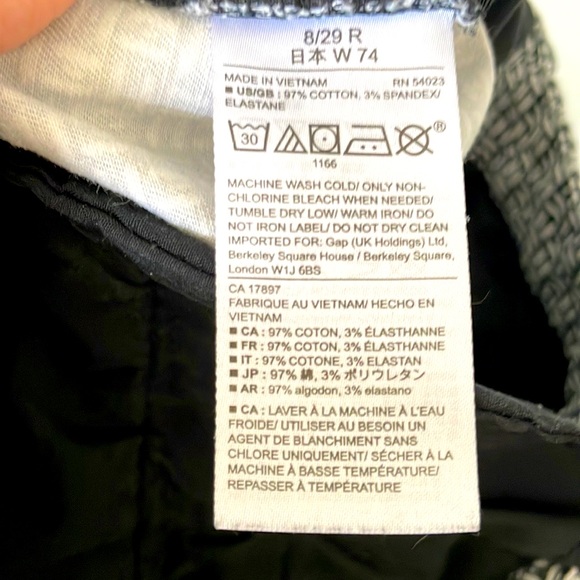 8/29 R
日本 W 74
MADE IN VIETNAM RN 54023
■ US/GB : 97% COTTON, 3% SPANDEX/
ELASTANE
30 ®
1166
MACHINE WASH COLD/ ONLY NON-
CHLORINE BLEACH WHEN NEEDED/
TUMBLE DRY LOW/ WARM IRON/ DO
NOT IRON LABEL/ DO NOT DRY CLEAN
IMPORTED FOR: Gap (UK Holdings) Ltd,
Berkeley Square House / Berkeley Square,
London W1J 6BS
CA 17897
FABRIQUE AU VIETNAM/ HECHO EN
VIETNAM
■ CA : 97% COTON, 3% ÉLASTHANNE
■ FR : 97% COTON, 3% ÉLASTHANNE
■ IT : 97% COTONE, 3% ELASTAN
■ JP : 97% 綿, 3% ポリウレタン
■ AR : 97% algodon, 3% elastano
■ CA : LAVER À LA MACHINE À L'EAU
FROIDE/ UTILISER AU BESOIN UN
AGENT DE BLANCHIMENT SANS
CHLORE UNIQUEMENT/ SÉCHER À LA
MACHINE À BASSE TEMPÉRATURE/
REPASSER À TEMPÉRATURE